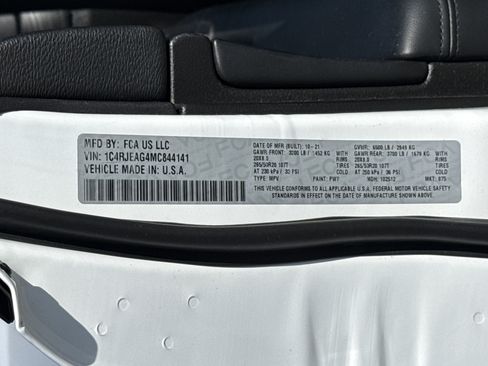 MFD BY: FCA US LLC
VIN: 1C4RJEAG4MC844141
VEHICLE MADE IN: U.S.A.
DATE OF MFR (BUILT): 10-21 GVWR: 6500 LB / 2949 KG
GAWR FRONT: 3200 LB / 1452 KG GAWR REAR: 3700 LB / 1679 KG
20X8.0 RIMS 20X8.0 RIMS
265/50R20 107T TIRES 265/50R20 107T TIRES
AT 230 kPa / 33 PSI COLD AT 250 kPa / 36 PSI COLD
TYPE: MPV PAINT: PW7 MDH: 102512 MKT: 875
THIS VEHICLE CONFORMS TO ALL APPLICABLE U.S.A. FEDERAL MOTOR VEHICLE SAFETY
STANDARDS IN EFFECT ON THE DATE OF MANUFACTURE SHOWN ABOVE